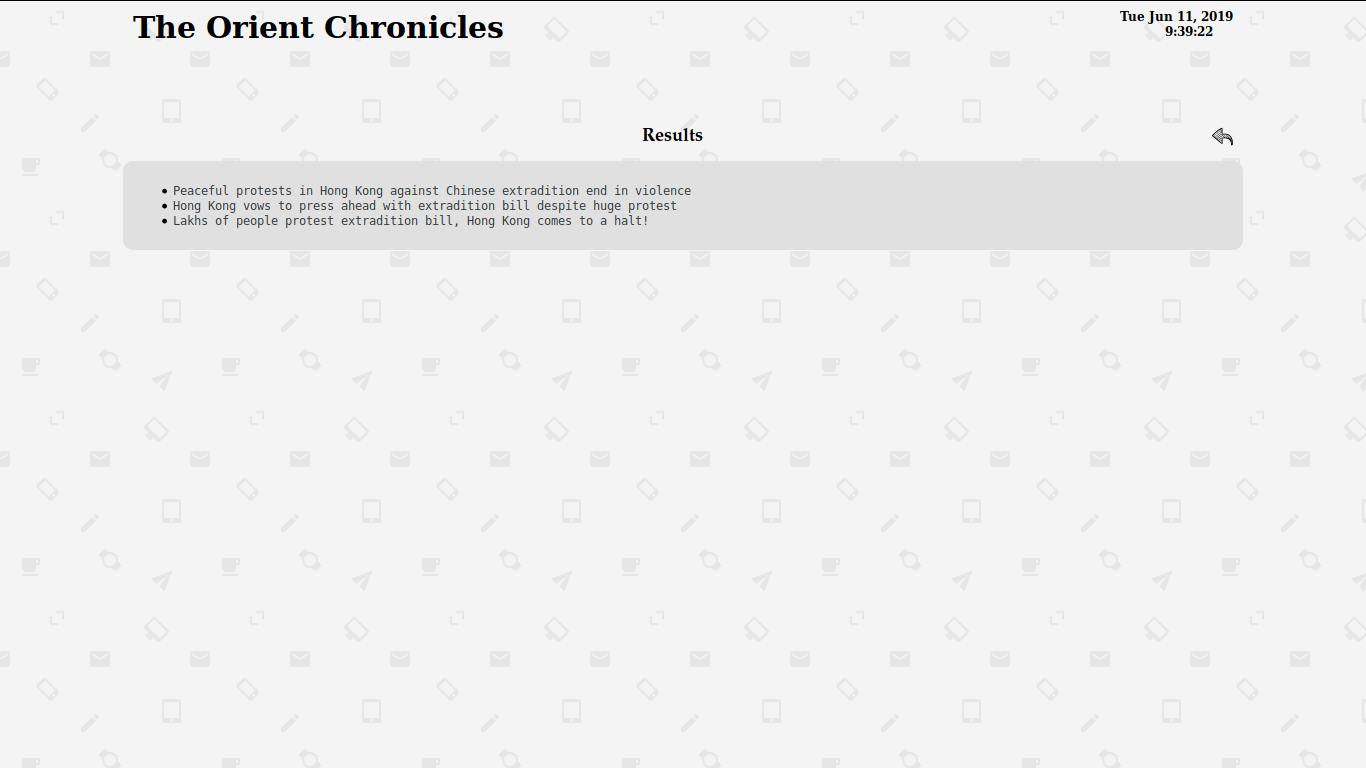 The Orient Chronicles
Tue Jun 11, 2019
9:39:22
Results
Peaceful protests in Hong Kong against Chinese extradition end in violence
Hong Kong vows to press ahead with extradition bill despite huge protest
Lakhs of people protest extradition bill, Hong Kong comes to a halt!